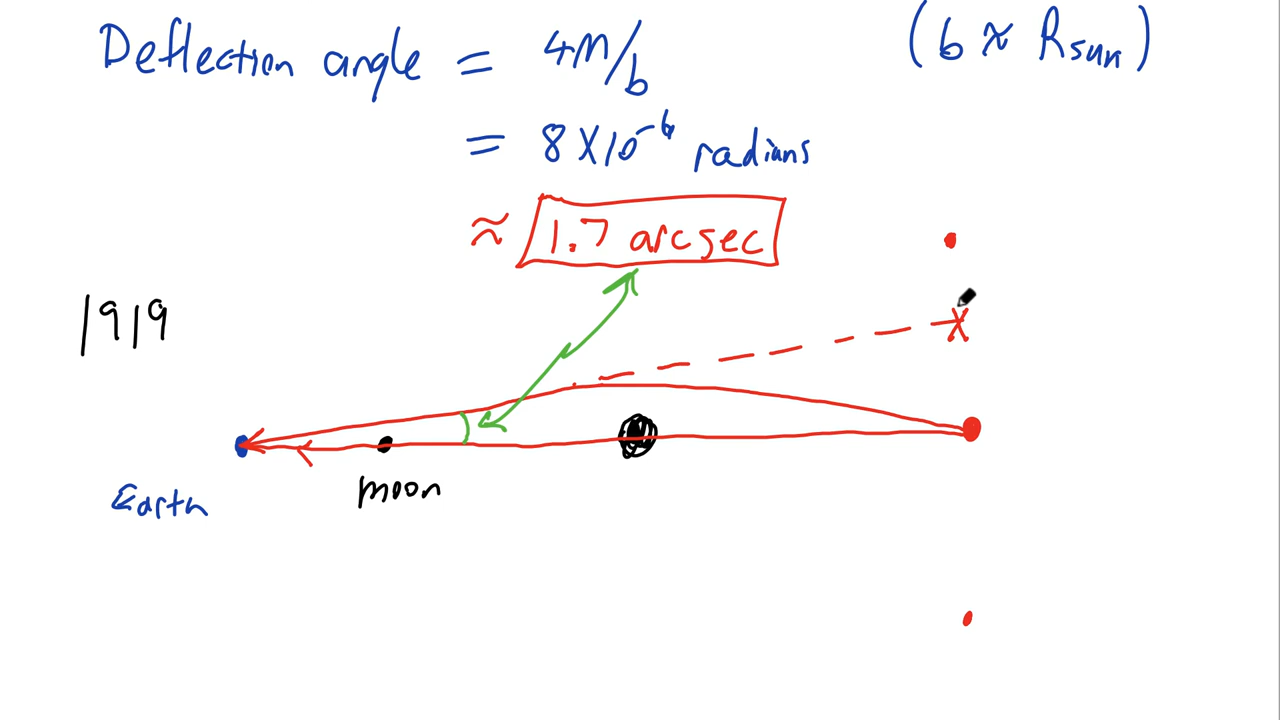 Deflection angle = 4M/b (b ≈ Rsun)
= 8 X 10⁻⁶ radians
≈ 1.7 arcsec
1919
Earth
moon